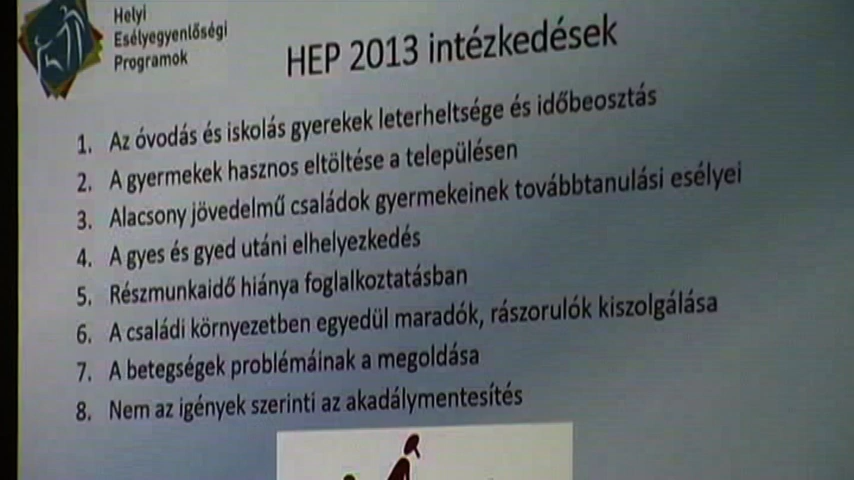 Helyi
Esélyegyenlőségi
Programok
HEP 2013 intézkedések
1. Az óvodás és iskolás gyerekek leterheltsége és időbeosztás
2. A gyermekek hasznos eltöltése a településen
3. Alacsony jövedelmű családok gyermekeinek továbbtanulási esélyei
4. A gyes és gyed utáni elhelyezkedés
5. Részmunkaidő hiánya foglalkoztatásban
6. A családi környezetben egyedül maradók, rászorulók kiszolgálása
7. A betegségek problémáinak a megoldása
8. Nem az igények szerinti az akadálymentesítés